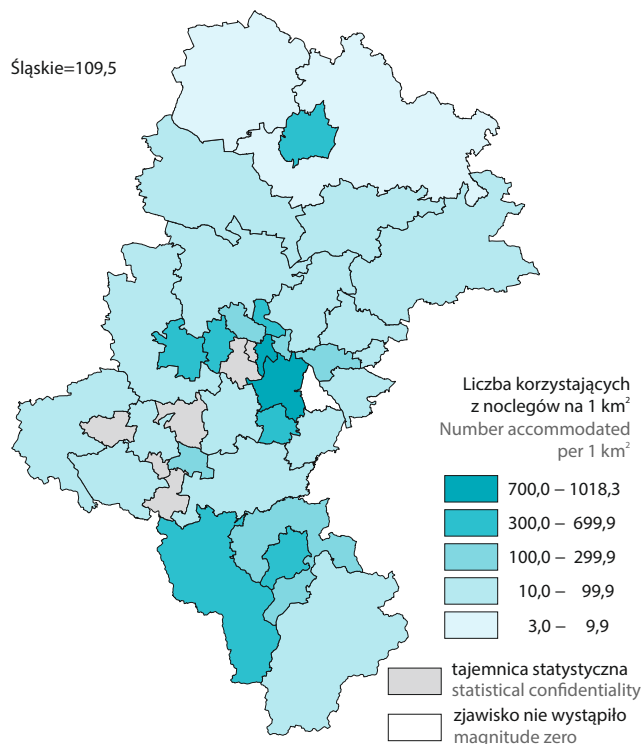 Śląskie=109,5
Liczba korzystających
z noclegów na 1 km²
Number accommodated
per 1 km²
700,0 – 1018,3
300,0 – 699,9
100,0 – 299,9
10,0 – 99,9
3,0 – 9,9
tajemnica statystyczna
statistical confidentiality
zjawisko nie wystąpiło
magnitude zero